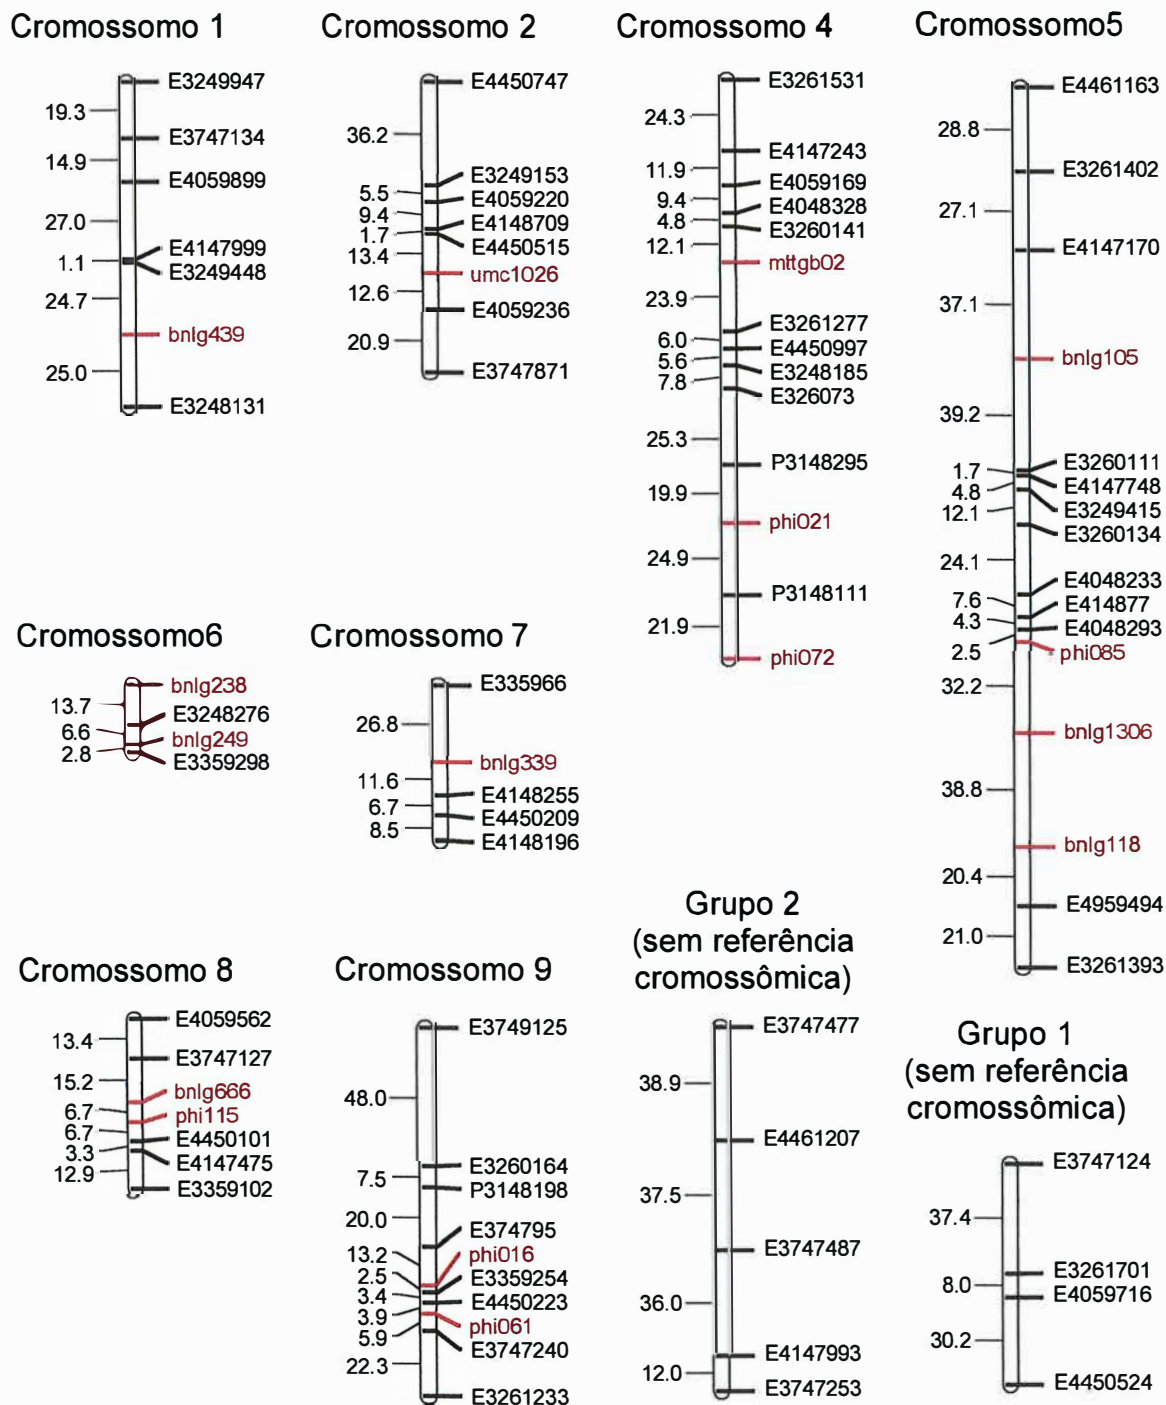 Cromossomo 1
19.3
14.9
27.0
1.1
24.7
25.0
E3249947
E3747134
E4059899
E4147999
E3249448
bnlg439
E3248131
Cromossomo 2
36.2
5.5
9.4
1.7
13.4
12.6
20.9
E4450747
E3249153
E4059220
E4148709
E4450515
umc1026
E4059236
E3747871
Cromossomo 4
24.3
11.9
9.4
4.8
12.1
23.9
6.0
5.6
7.8
25.3
19.9
24.9
21.9
E3261531
E4147243
E4059169
E4048328
E3260141
mttgb02
E3261277
E4450997
E3248185
E326073
P3148295
phi021
P3148111
phi072
Cromossomo5
28.8
27.1
37.1
39.2
1.7
4.8
12.1
24.1
7.6
4.3
2.5
32.2
38.8
20.4
21.0
E4461163
E3261402
E4147170
bnlg105
E3260111
E4147748
E3249415
E3260134
E4048233
E414877
E4048293
phi085
bnlg1306
bnlg118
E4959494
E3261393
Cromossomo6
13.7
6.6
2.8
bnlg238
E3248276
bnlg249
E3359298
Cromossomo 7
26.8
11.6
6.7
8.5
E335966
bnlg339
E4148255
E4450209
E4148196
Cromossomo 8
13.4
15.2
6.7
6.7
3.3
12.9
E4059562
E3747127
bnlg666
phi115
E4450101
E4147475
E3359102
Cromossomo 9
48.0
7.5
20.0
13.2
2.5
3.4
3.9
5.9
22.3
E3749125
E3260164
P3148198
E374795
phi016
E3359254
E4450223
phi061
E3747240
E3261233
Grupo 2
(sem referência
cromossômica)
38.9
37.5
36.0
12.0
E3747477
E4461207
E3747487
E4147993
E3747253
Grupo 1
(sem referência
cromossômica)
37.4
8.0
30.2
E3747124
E3261701
E4059716
E4450524